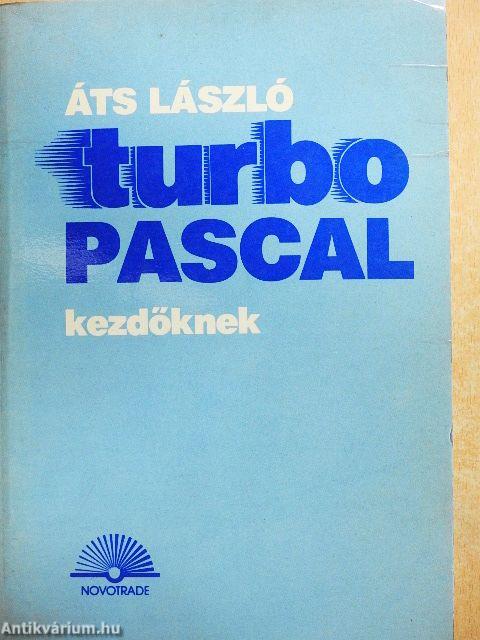 ÁTS LÁSZLÓ
turbo
PASCAL
kezdőknek
NOVOTRADE
Antikvárium.hu